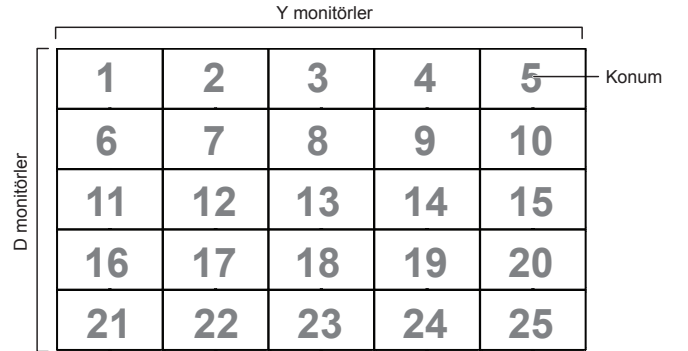 Y monitörler
1 2 3 4 5 Konum
6 7 8 9 10
D monitörler
11 12 13 14 15
16 17 18 19 20
21 22 23 24 25